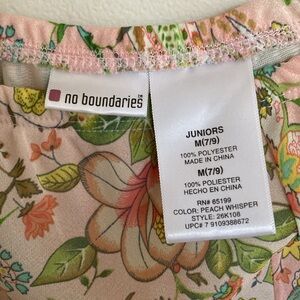 no boundaries
JUNIORS
M(7/9)
100% POLYESTER
MADE IN CHINA
M(7/9)
100% POLIESTER
HECHO EN CHINA
RN# 65199
COLOR: PEACH WHISPER
STYLE: 26K108
UPC# 7 9109388672